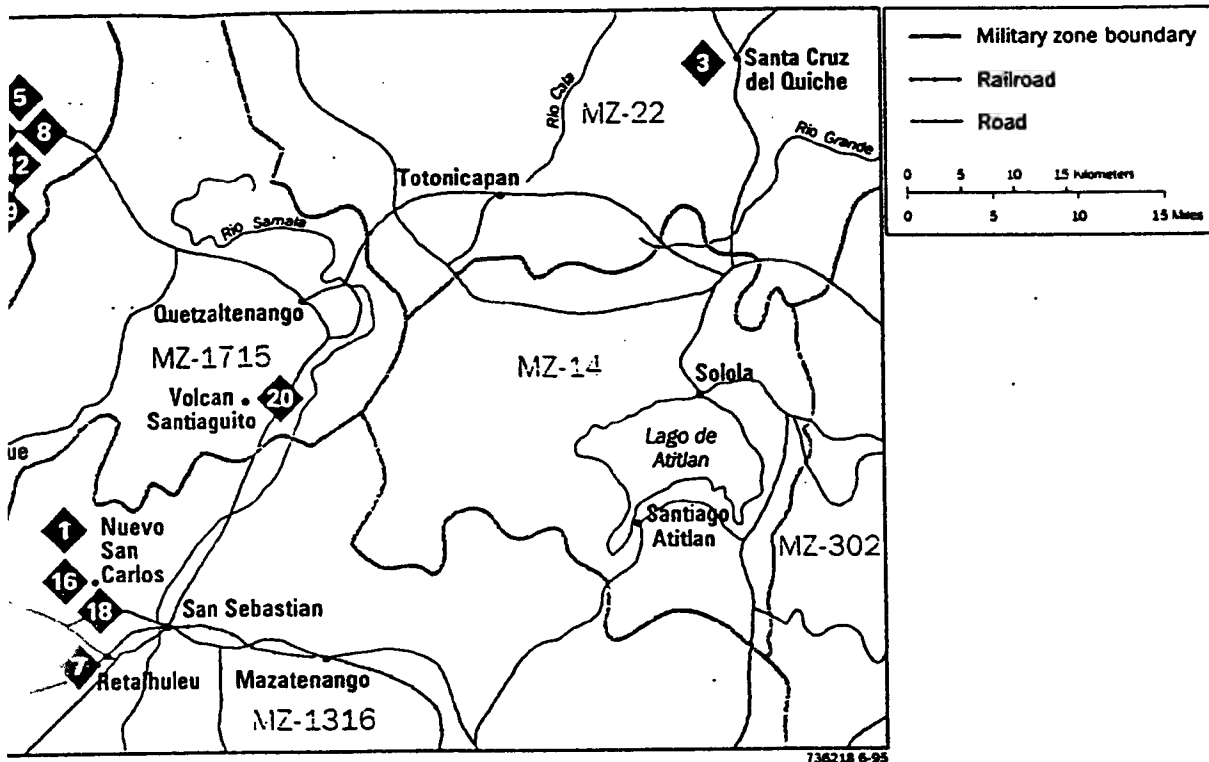 Military zone boundary
Railroad
Road
0 5 10 15 Kilometers
0 5 10 15 Miles
3
Santa Cruz
del Quiche
Rio Cala
MZ-22
Rio Grande
5
8
12
9
Totonicapan
Rio Samala
Quetzaltenango
MZ-1715
MZ-14
Volcan
Santiaguito
20
Solola
Lago de
Atitlan
ue
1
Nuevo
San
Carlos
16
18
San Sebastian
Santiago
Atitlan
MZ-302
7
Retalhuleu
Mazatenango
MZ-1316
736218 6-95